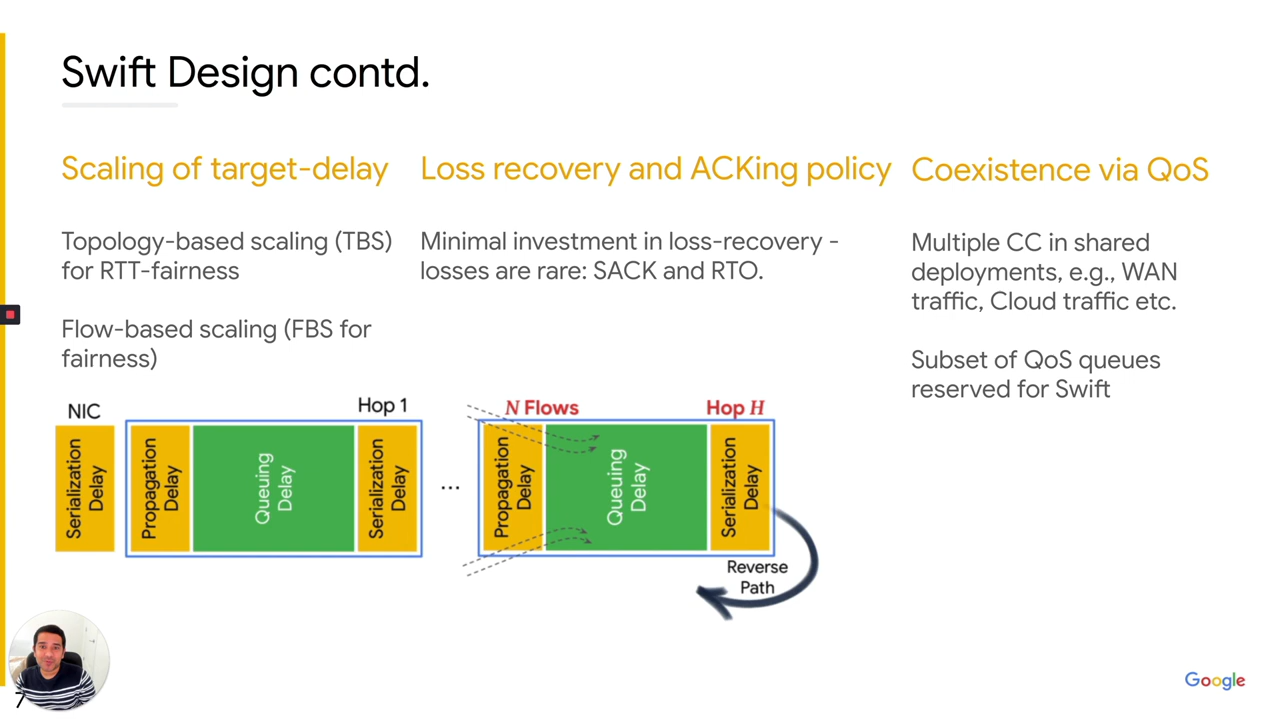 Swift Design contd.
Scaling of target-delay
Topology-based scaling (TBS)
for RTT-fairness
Flow-based scaling (FBS for
fairness)
Loss recovery and ACKing policy
Minimal investment in loss-recovery -
losses are rare: SACK and RTO.
Coexistence via QoS
Multiple CC in shared
deployments, e.g., WAN
traffic, Cloud traffic etc.
Subset of QoS queues
reserved for Swift
NIC
Serialization
Delay
Propagation
Delay
Queuing
Delay
Hop 1
Serialization
Delay
...
N Flows
Propagation
Delay
Queuing
Delay
Hop H
Serialization
Delay
Reverse
Path
7
Google